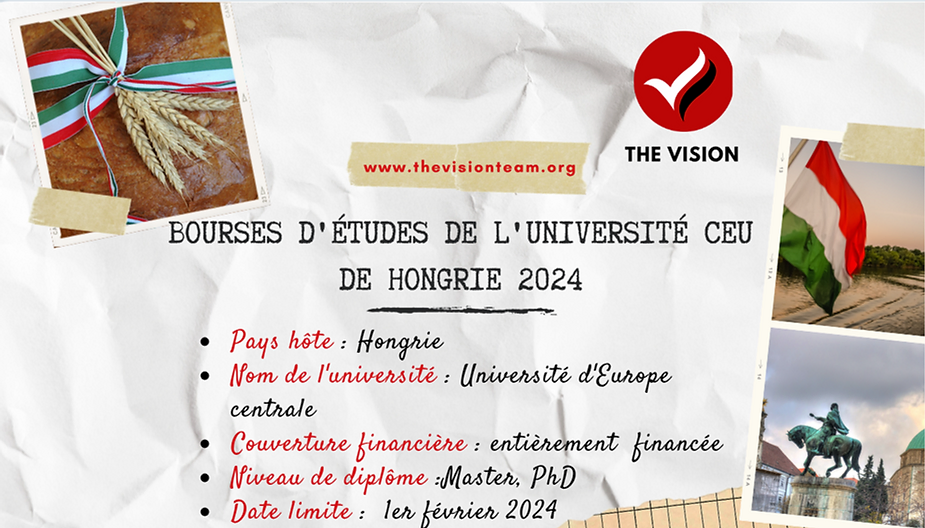 THE VISION
www.thevisionteam.org
BOURSES D'ÉTUDES DE L'UNIVERSITÉ CEU
DE HONGRIE 2024
Pays hôte : Hongrie
Nom de l'université : Université d'Europe
centrale
Couverture financière : entièrement financée
Niveau de diplôme :Master, PhD
Date limite : 1er février 2024